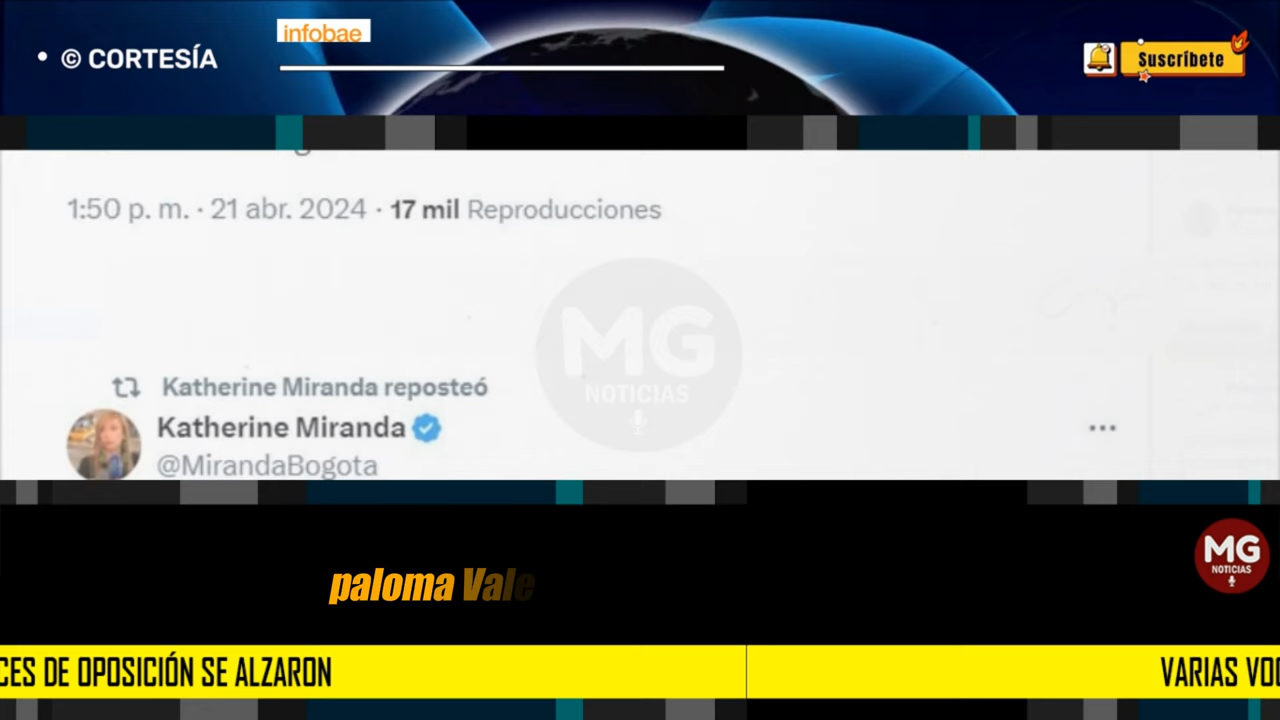 infobae
• © CORTESÍA
Suscríbete
1:50 p. m. · 21 abr. 2024 · 17 mil Reproducciones
MG
NOTICIAS
Katherine Miranda reposteó
Katherine Miranda
@MirandaBogota
MG
NOTICIAS
paloma Vale
CES DE OPOSICIÓN SE ALZARON
VARIAS VOC